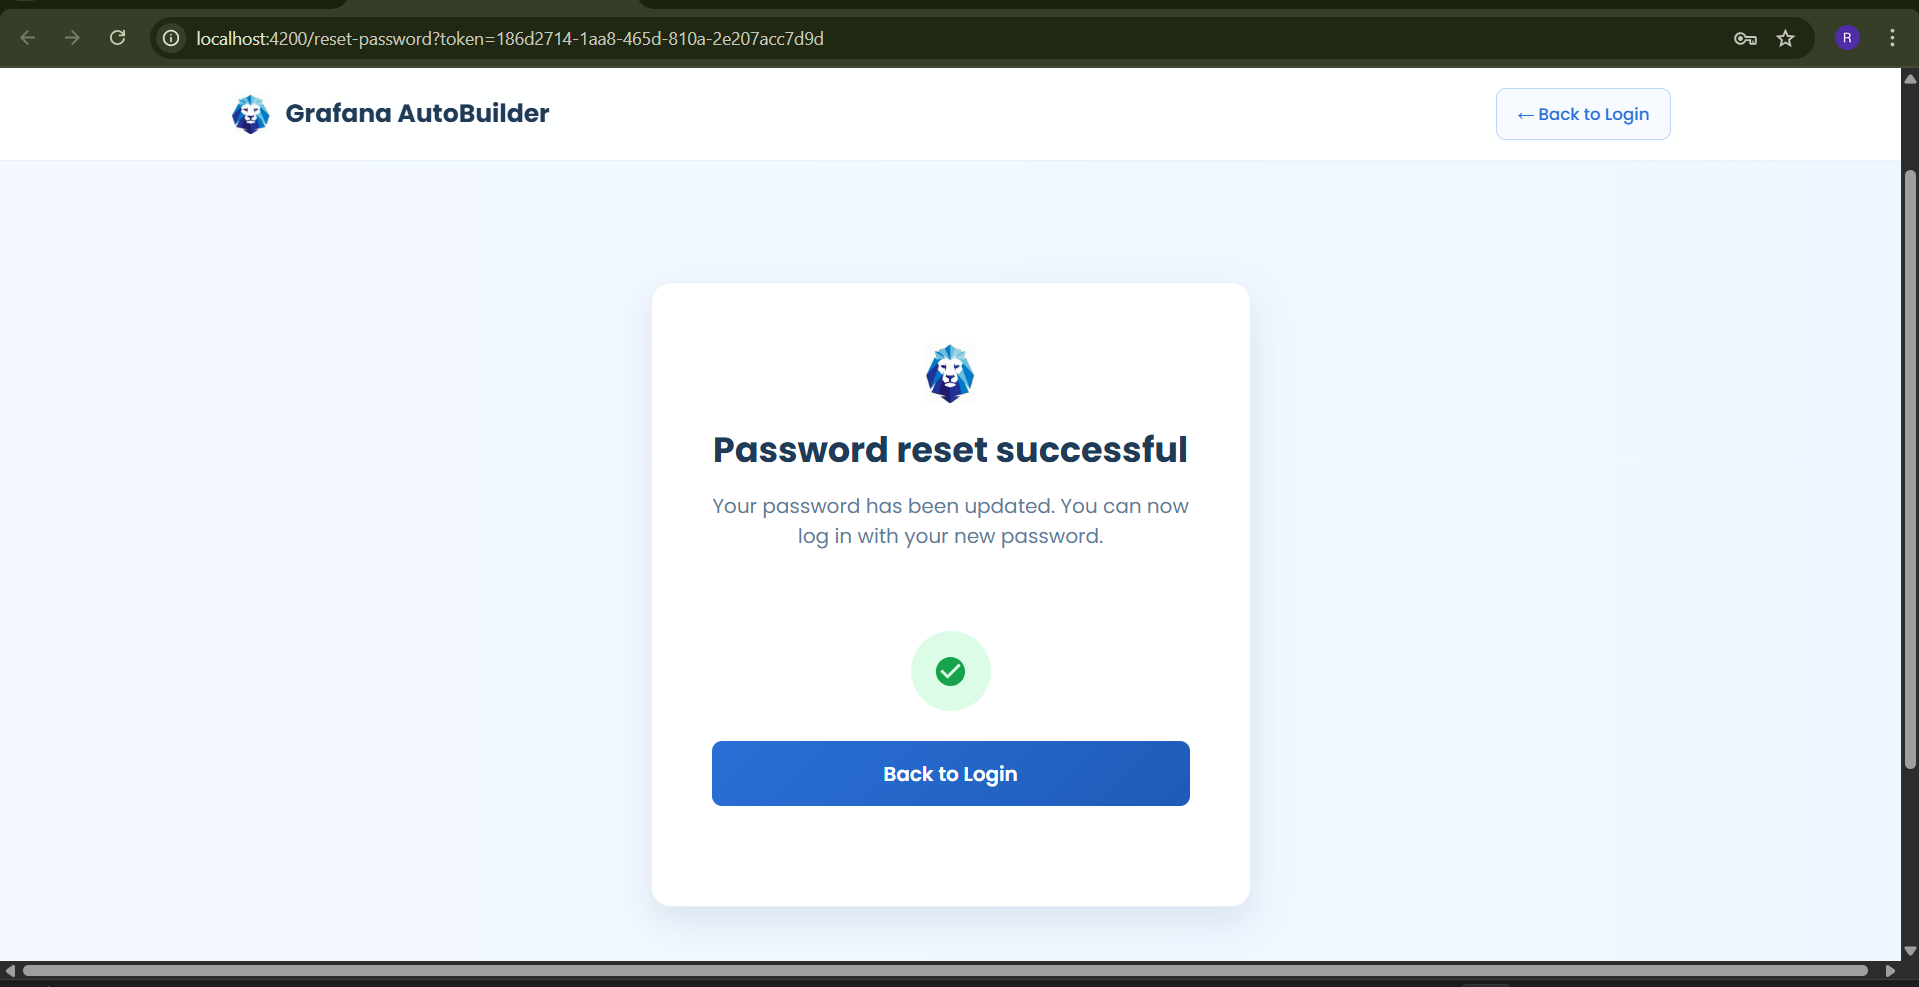 localhost:4200/reset-password?token=186d2714-1aa8-465d-810a-2e207acc7d9d
R
Grafana AutoBuilder
← Back to Login
Password reset successful
Your password has been updated. You can now
log in with your new password.
Back to Login